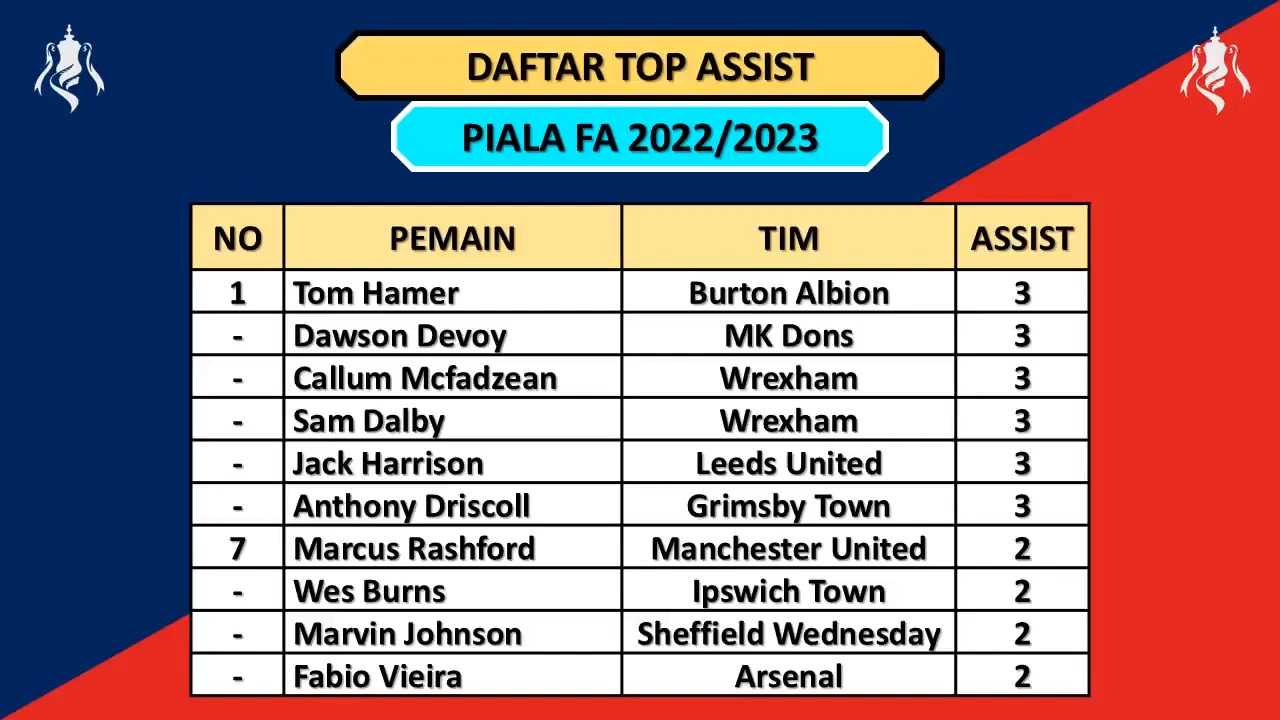 DAFTAR TOP ASSIST
PIALA FA 2022/2023
NO PEMAIN TIM ASSIST
1 Tom Hamer Burton Albion 3
- Dawson Devoy MK Dons 3
- Callum Mcfadzean Wrexham 3
- Sam Dalby Wrexham 3
- Jack Harrison Leeds United 3
- Anthony Driscoll Grimsby Town 3
7 Marcus Rashford Manchester United 2
- Wes Burns Ipswich Town 2
- Marvin Johnson Sheffield Wednesday 2
- Fabio Vieira Arsenal 2